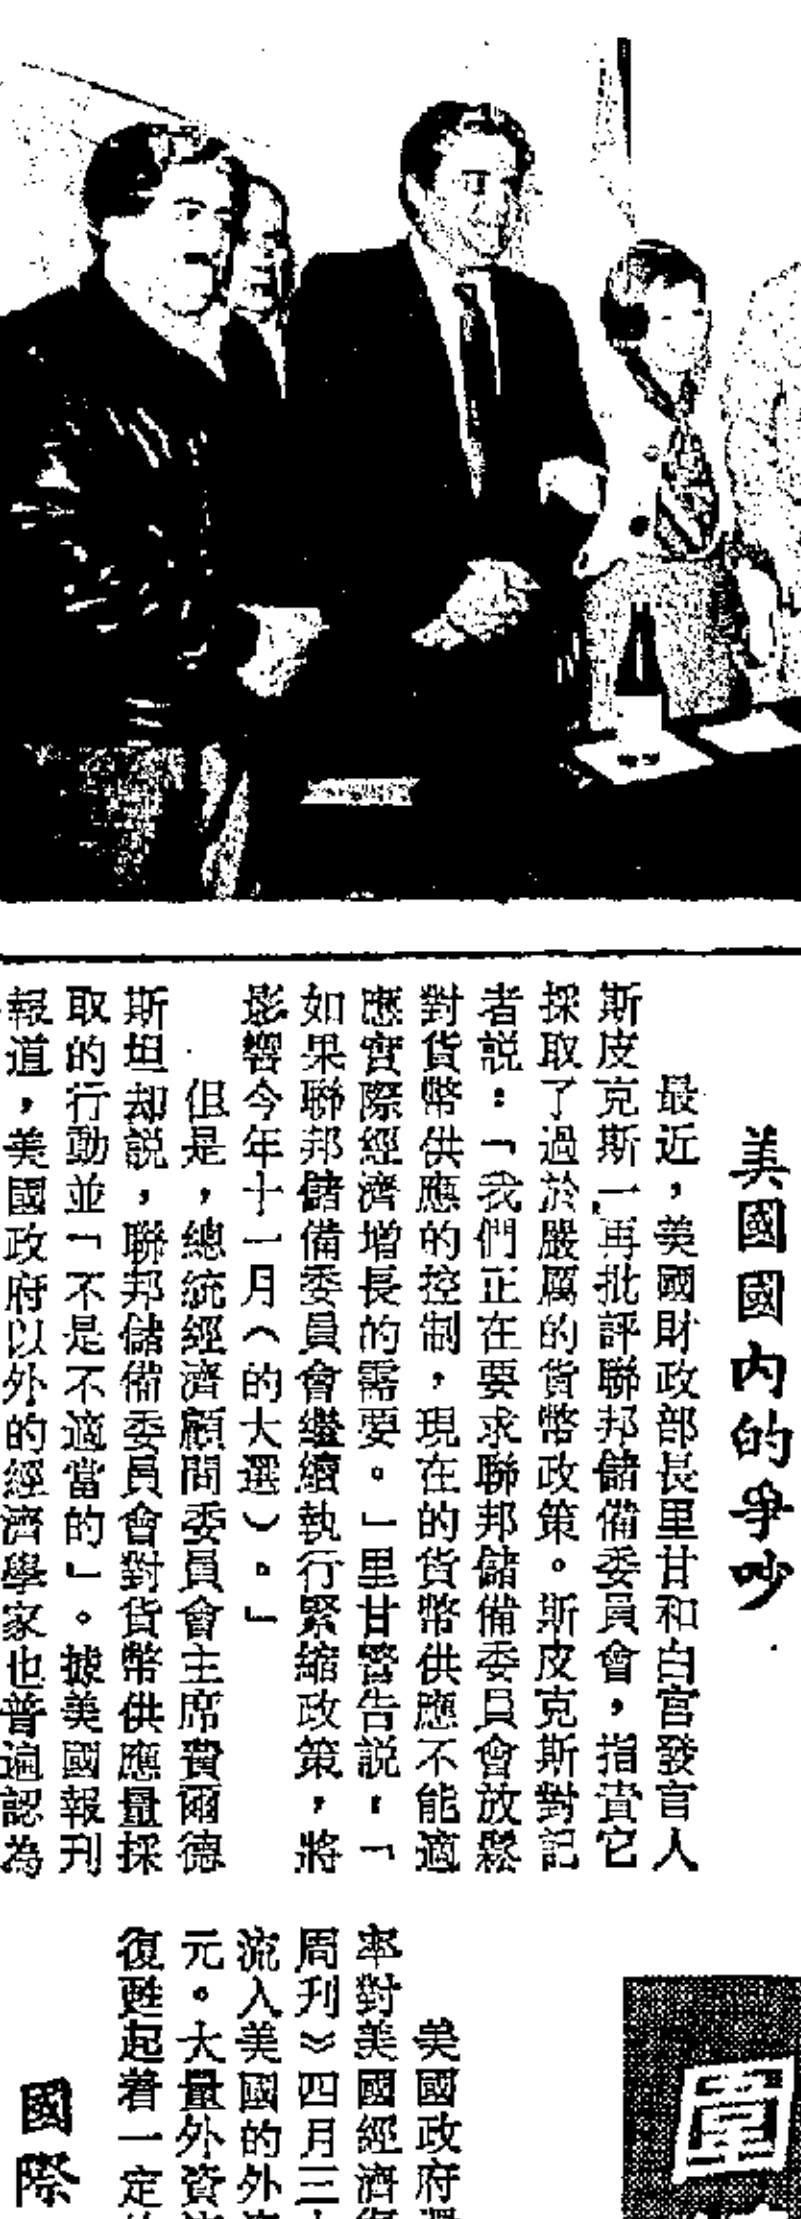 美國國內的爭吵
最近，美國財政部長里甘和白宮發言人
斯皮克斯一再批評聯邦儲備委員會，指責它
採取了過於嚴厲的貨幣政策。斯皮克斯對記
者説：「我們正在要求聯邦儲備委員會放鬆
對貨幣供應的控制，現在的貨幣供應不能適
應實際經濟增長的需要。」里甘警告説：「
如果聯邦儲備委員會繼續執行緊縮政策，將
影響今年十一月（的大選）。」
但是，總統經濟顧問委員會主席費爾德
斯坦却説，聯邦儲備委員會對貨幣供應量採
取的行動並「不是不適當的」。據美國報刊
報道，美國政府以外的經濟學家也普遍認為
美國政府
率對美國經濟
周刊》四月三
流入美國的外
元。大量外資
復甦起着一定
國際